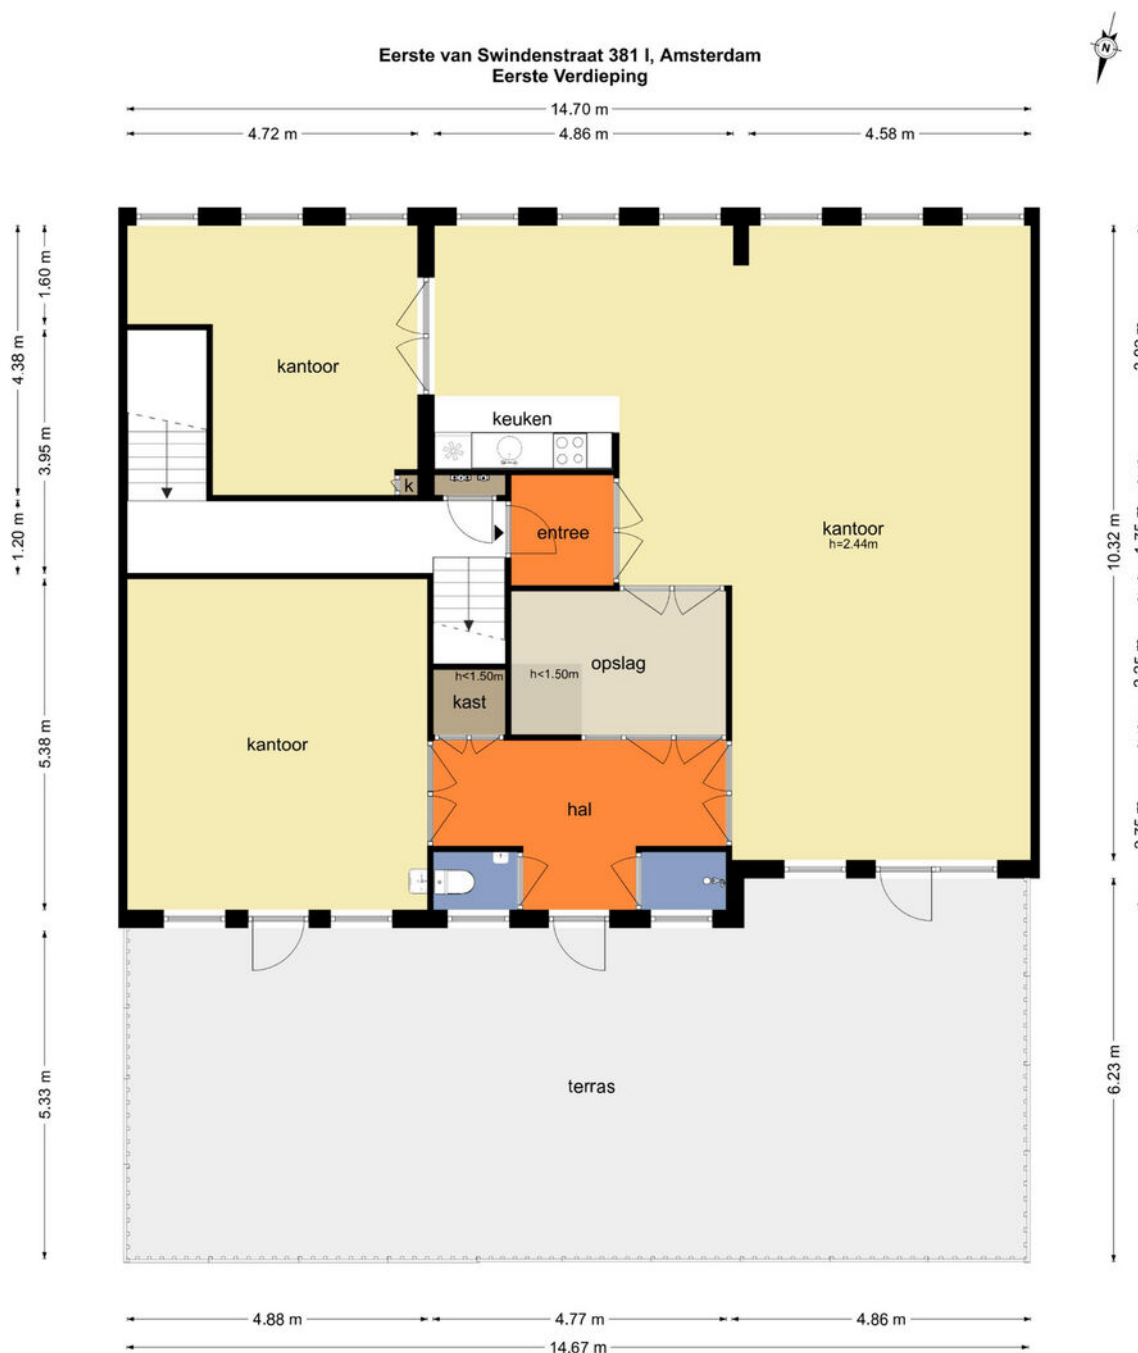 Eerste van Swindenstraat 381 I, Amsterdam
Eerste Verdieping
N
14.70 m
4.72 m
4.86 m
4.58 m
1.60 m
4.38 m
3.95 m
1.20 m
5.38 m
5.33 m
10.32 m
6.23 m
kantoor
keuken
k
entree
kantoor
h=2.44m
opslag
h<1.50m
h<1.50m
kast
kantoor
hal
terras
4.88 m
4.77 m
4.86 m
14.67 m